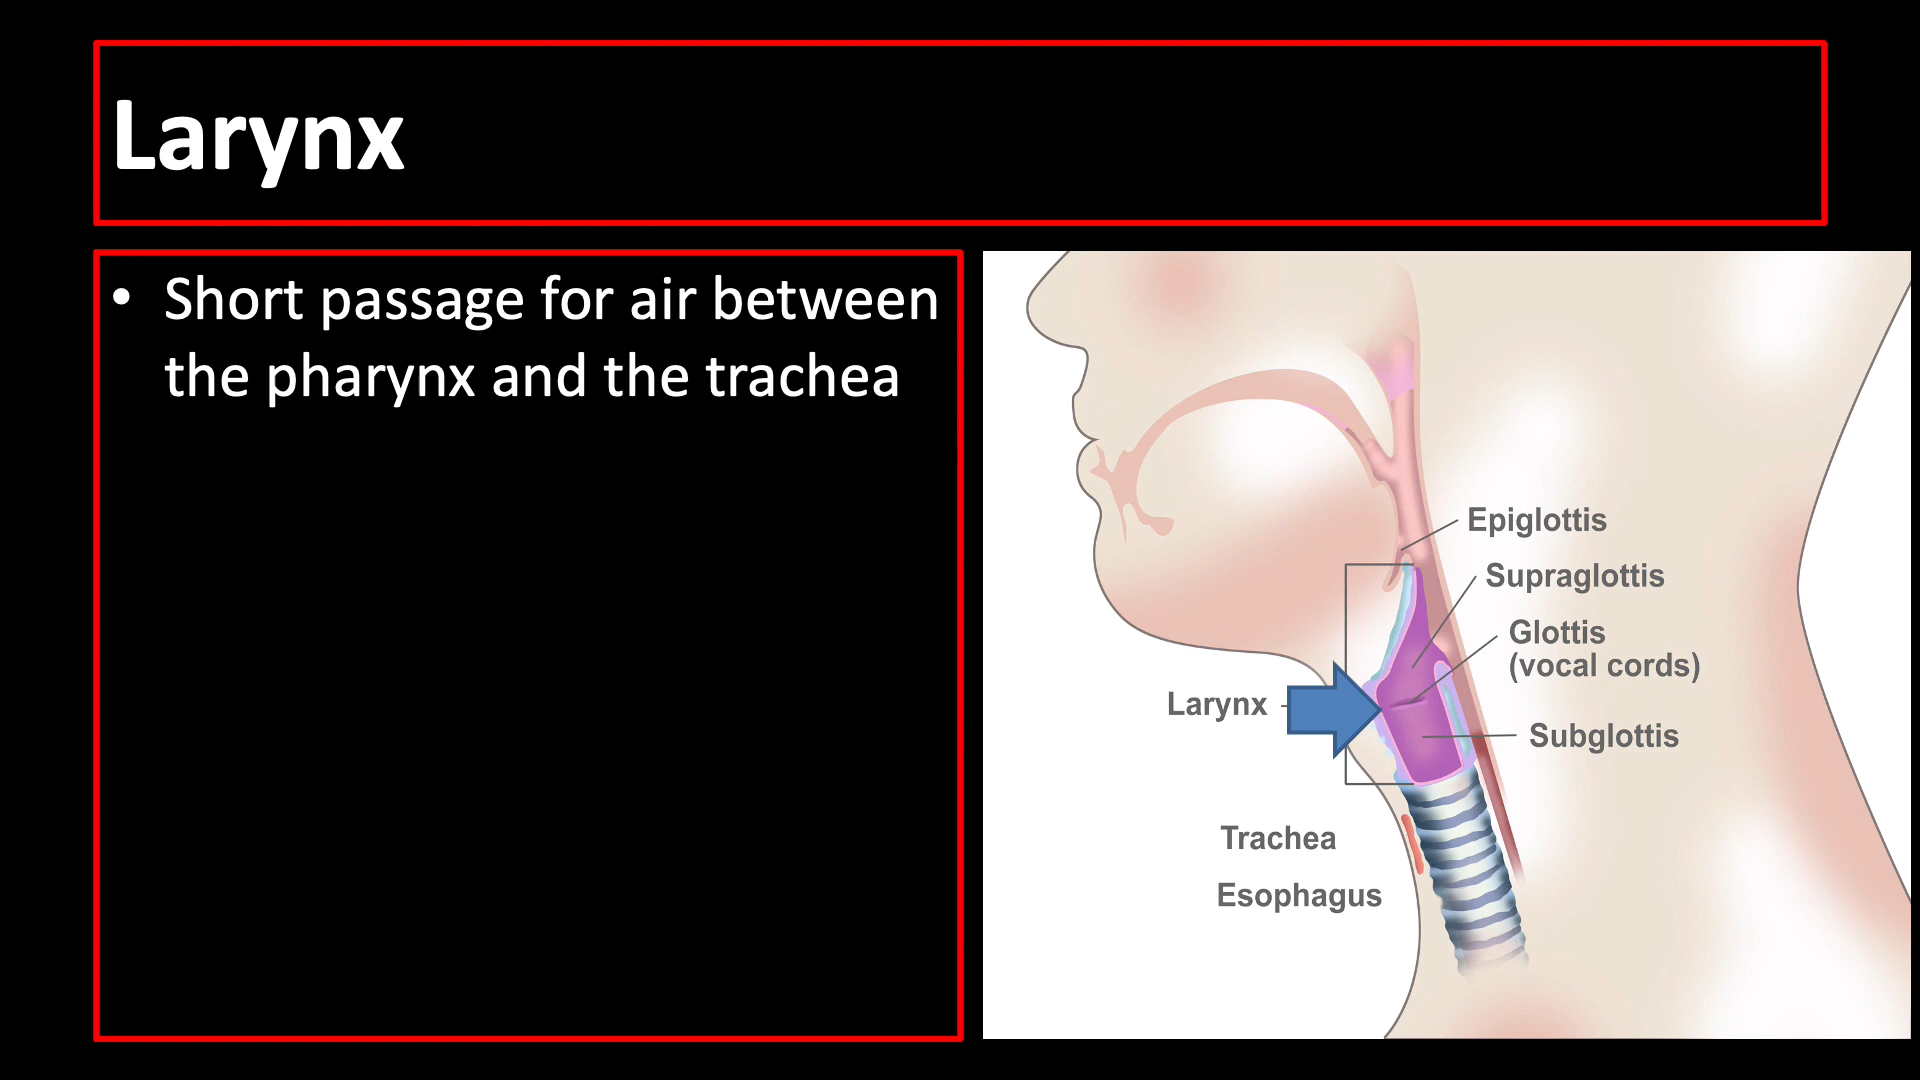 Larynx
• Short passage for air between
the pharynx and the trachea
Epiglottis
Supraglottis
Glottis
(vocal cords)
Larynx
Subglottis
Trachea
Esophagus